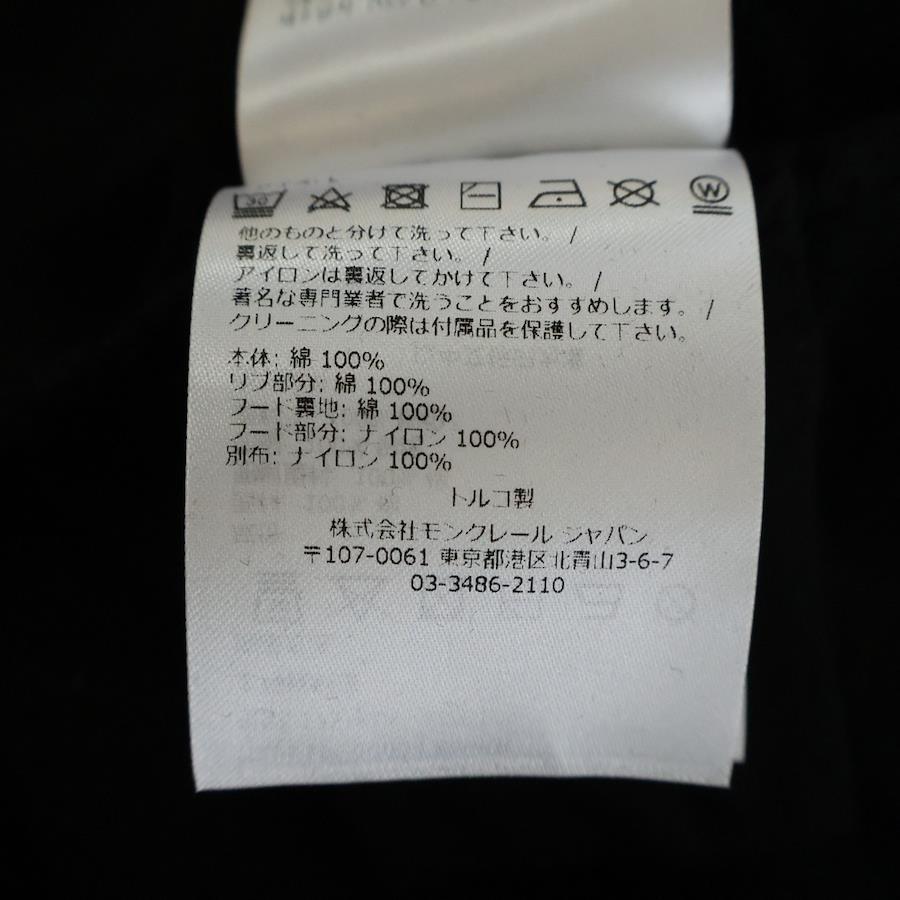 30
W
他のものと分けて洗って下さい。 /
裏返して洗って下さい。/
アイロンは裏返してかけて下さい。 /
著名な専門業者で洗うことをおすすめします。 /
クリーニングの際は付属品を保護して下さい。
本体: 綿 100%
リブ部分: 綿 100%
フード裏地: 綿 100%
フード部分: ナイロン 100%
別布: ナイロン 100%
トルコ製
株式会社モンクレール ジャパン
〒107-0061 東京都港区北青山3-6-7
03-3486-2110